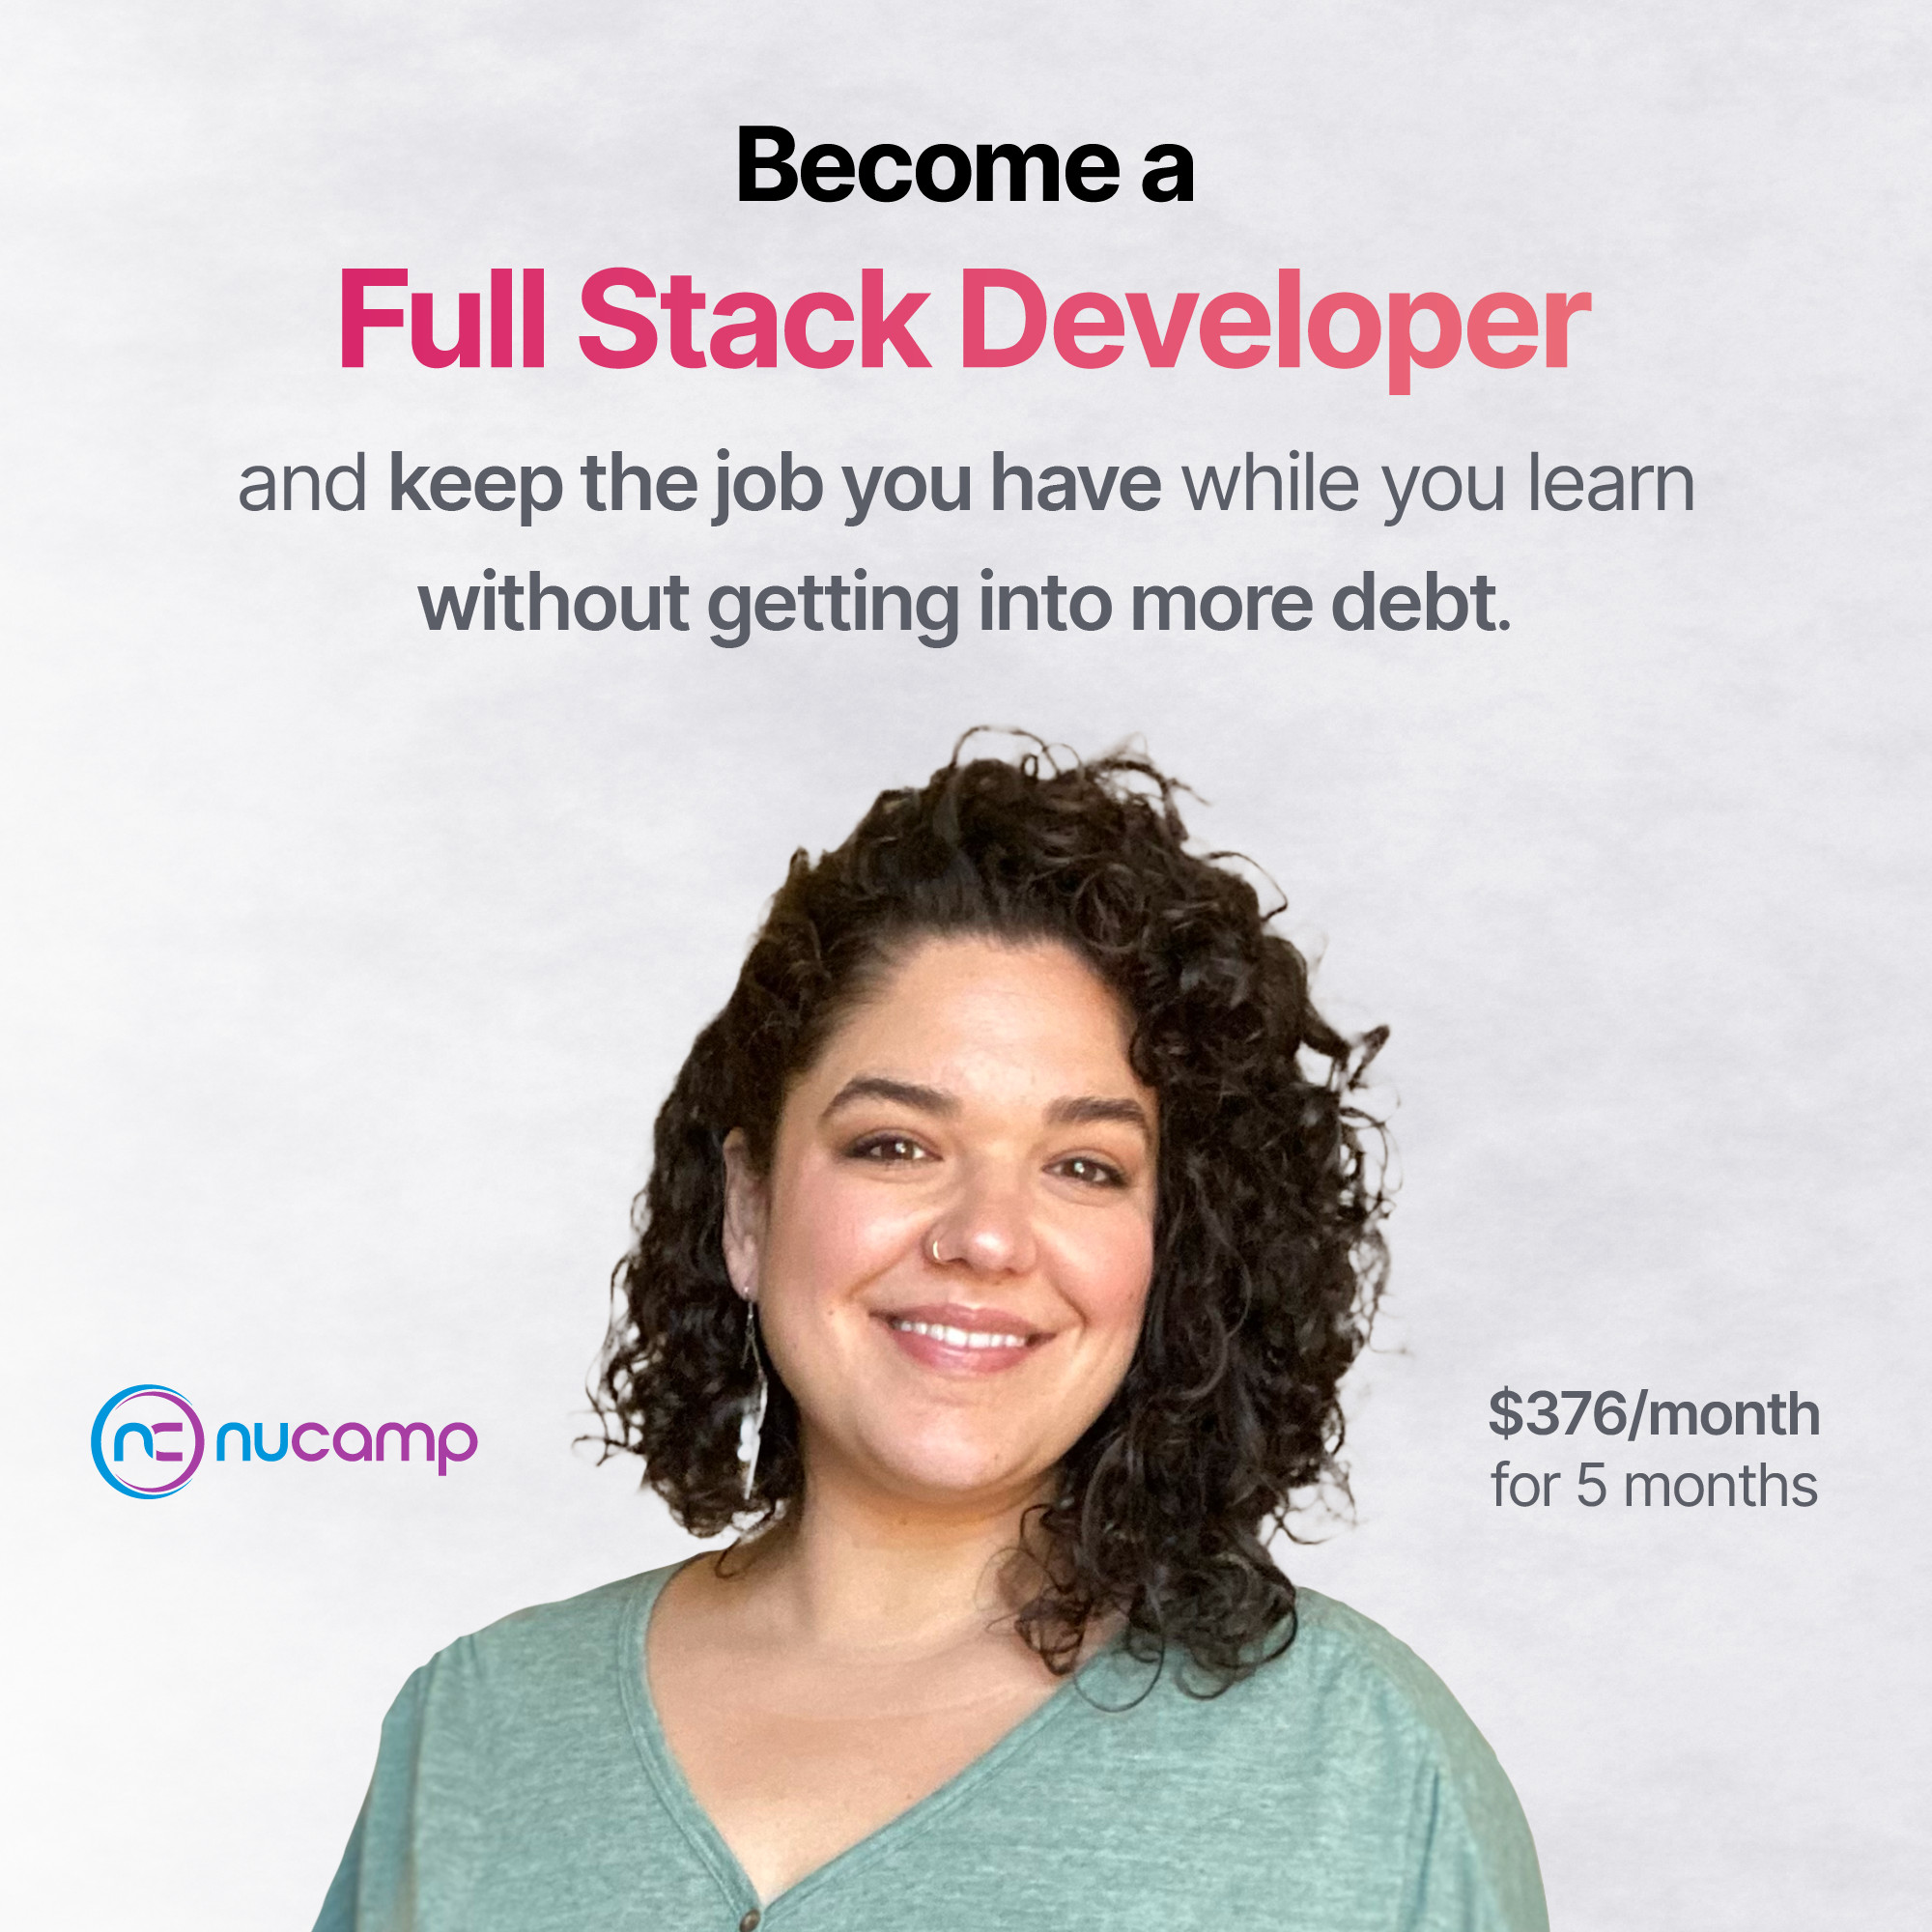 Become a
Full Stack Developer
and keep the job you have while you learn
without getting into more debt.
nucamp
$376/month
for 5 months